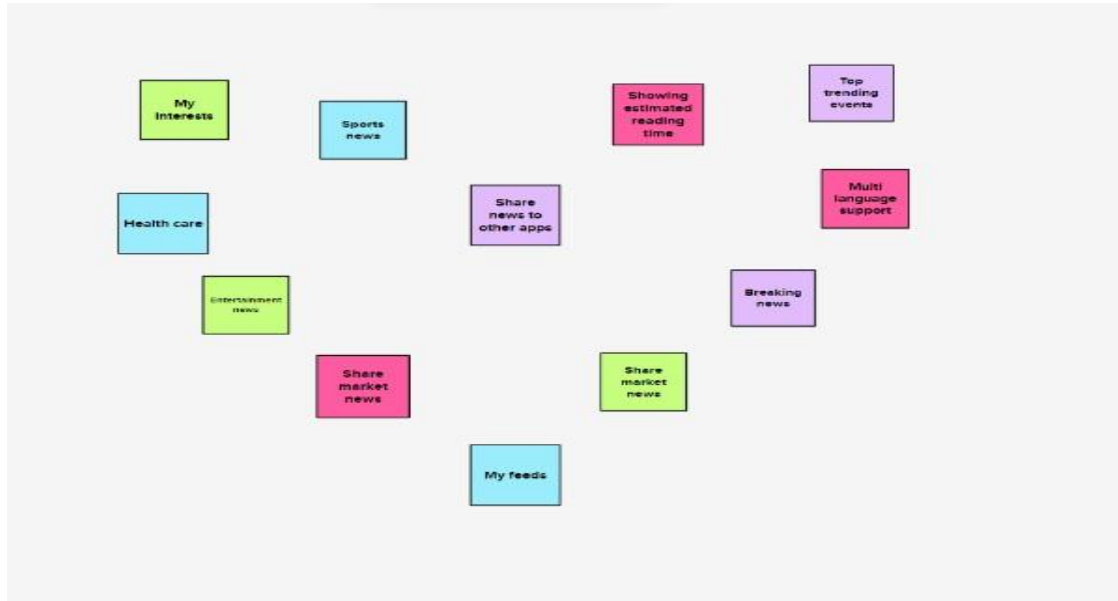 My
Interests
Sports
news
Showing
estimated
reading
time
Top
trending
events
Health care
Share
news to
other apps
Multi
language
support
Entertainment
news
Breaking
news
Share
market
news
Share
market
news
My feeds